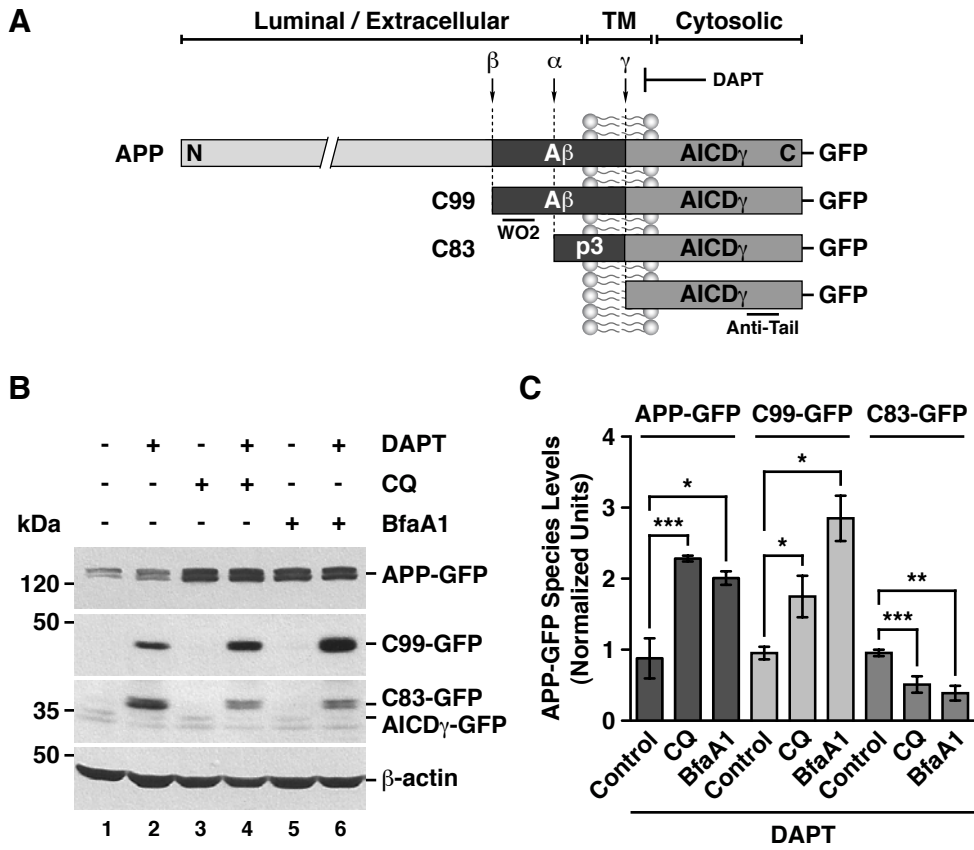 A
Luminal / Extracellular TM Cytosolic
β α γ
DAPT
APP N Aβ AICDγ C GFP
C99 Aβ AICDγ GFP
WO2
C83 p3 AICDγ GFP
AICDγ GFP
Anti-Tail
B
- + - + - + DAPT
- - + + - - CQ
kDa - - - - + + BfaA1
120 APP-GFP
50
C99-GFP
35 C83-GFP
AICDγ-GFP
50
β-actin
1 2 3 4 5 6
C
APP-GFP C99-GFP C83-GFP
APP-GFP Species Levels
(Normalized Units)
4
3
2
1
0
* *** * * ** ***
Control CQ BfaA1 Control CQ BfaA1 Control CQ BfaA1
DAPT